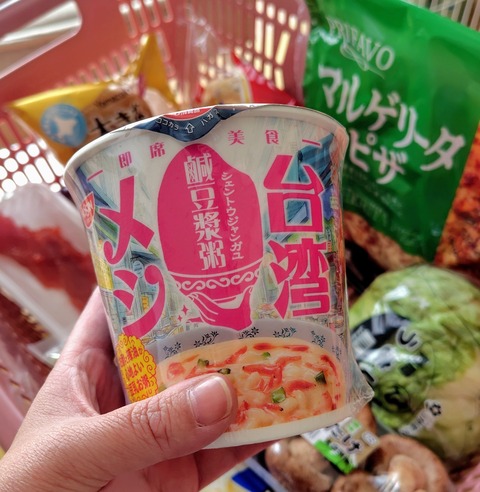 即席 美食
台湾
メシ
鹹豆漿粥
シェントウジャンガユ
PRIFAVO
マルゲリータ
ピザ